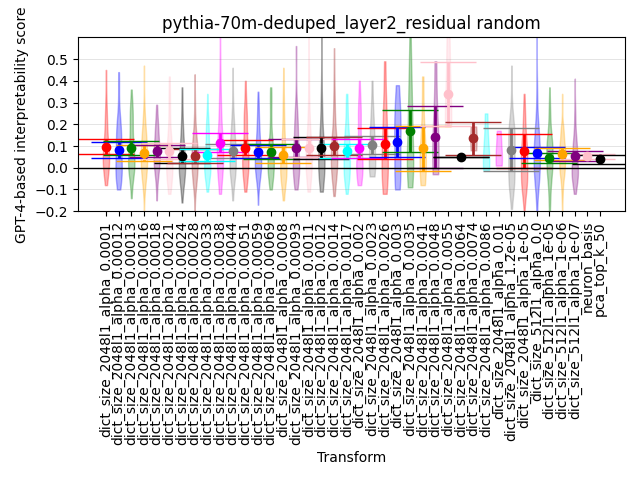 pythia-70m-deduped_layer2_residual random
GPT-4-based interpretability score
0.5
0.4
0.3
0.2
0.1
0.0
−0.1
−0.2
dict_size_2048l1_alpha_0.0001
dict_size_2048l1_alpha_0.00012
dict_size_2048l1_alpha_0.00013
dict_size_2048l1_alpha_0.00016
dict_size_2048l1_alpha_0.00018
dict_size_2048l1_alpha_0.00021
dict_size_2048l1_alpha_0.00024
dict_size_2048l1_alpha_0.00028
dict_size_2048l1_alpha_0.00033
dict_size_2048l1_alpha_0.00038
dict_size_2048l1_alpha_0.00044
dict_size_2048l1_alpha_0.00051
dict_size_2048l1_alpha_0.00059
dict_size_2048l1_alpha_0.00069
dict_size_2048l1_alpha_0.0008
dict_size_2048l1_alpha_0.00093
dict_size_2048l1_alpha_0.0011
dict_size_2048l1_alpha_0.0012
dict_size_2048l1_alpha_0.0014
dict_size_2048l1_alpha_0.0017
dict_size_2048l1_alpha_0.002
dict_size_2048l1_alpha_0.0023
dict_size_2048l1_alpha_0.0026
dict_size_2048l1_alpha_0.003
dict_size_2048l1_alpha_0.0035
dict_size_2048l1_alpha_0.0041
dict_size_2048l1_alpha_0.0048
dict_size_2048l1_alpha_0.0055
dict_size_2048l1_alpha_0.0064
dict_size_2048l1_alpha_0.0074
dict_size_2048l1_alpha_0.0086
dict_size_2048l1_alpha_0.01
dict_size_2048l1_alpha_1.2e-05
dict_size_2048l1_alpha_1e-05
dict_size_512l1_alpha_0.0
dict_size_512l1_alpha_1e-07
dict_size_512l1_alpha_1e-06
dict_size_512l1_alpha_1e-07
neuron_basis
pca_top_k_50
Transform